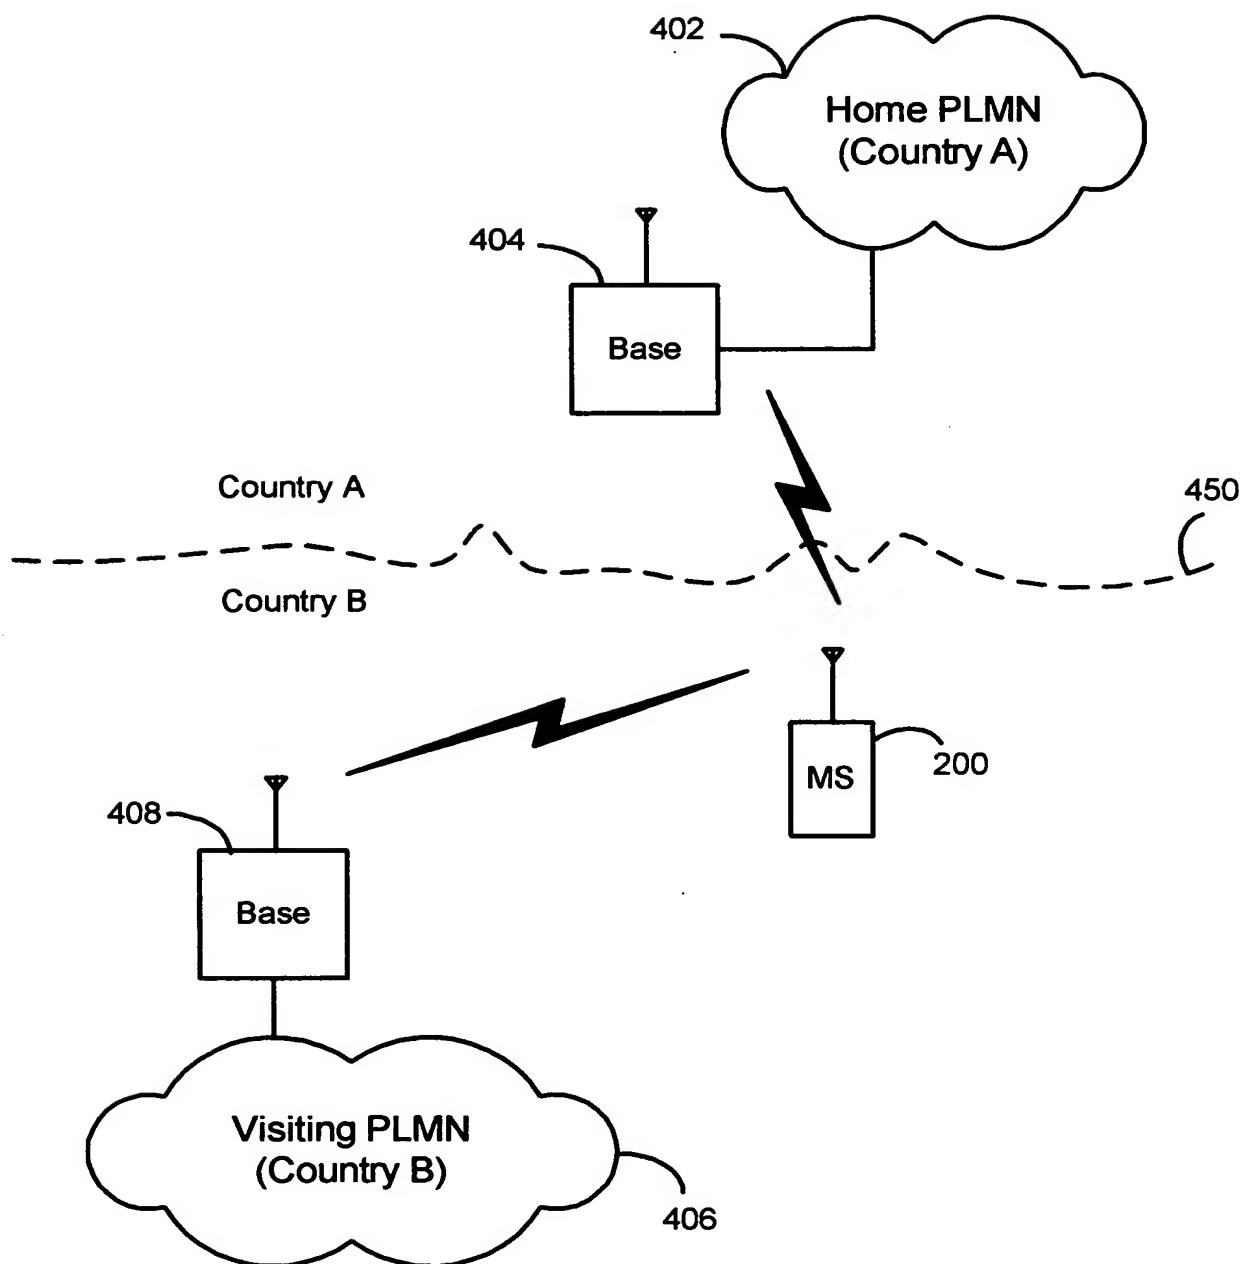 402
Home PLMN
(Country A)
404
Base
Country A
450
Country B
MS
200
408
Base
Visiting PLMN
(Country B)
406